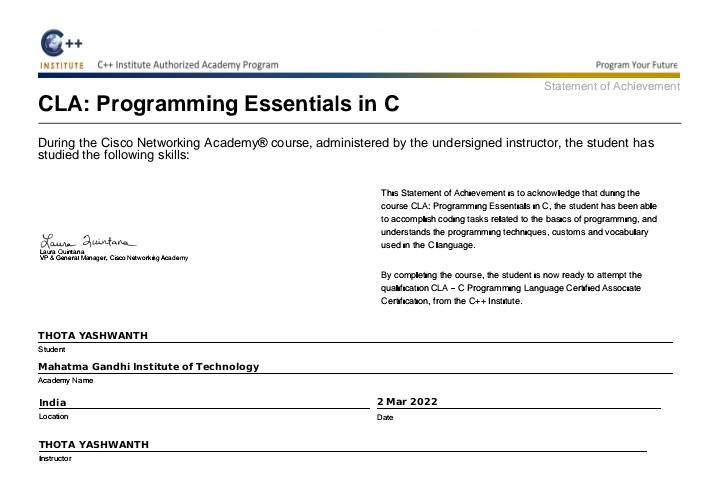 C++
INSTITUTE
C++ Institute Authorized Academy Program
Program Your Future
Statement of Achievement
CLA: Programming Essentials in C
During the Cisco Networking Academy® course, administered by the undersigned instructor, the student has
studied the following skills:
This Statement of Achievement is to acknowledge that during the
course CLA: Programming Essentials in C, the student has been able
to accomplish coding tasks related to the basics of programming, and
understands the programming techniques, customs and vocabulary
used in the C language.
Laura Quintana
Laura Quintana
VP & General Manager, Cisco Networking Academy
By completing the course, the student is now ready to attempt the
qualification CLA – C Programming Language Certified Associate
Certification, from the C++ Institute.
THOTA YASHWANTH
Student
Mahatma Gandhi Institute of Technology
Academy Name
India
Location
2 Mar 2022
Date
THOTA YASHWANTH
Instructor